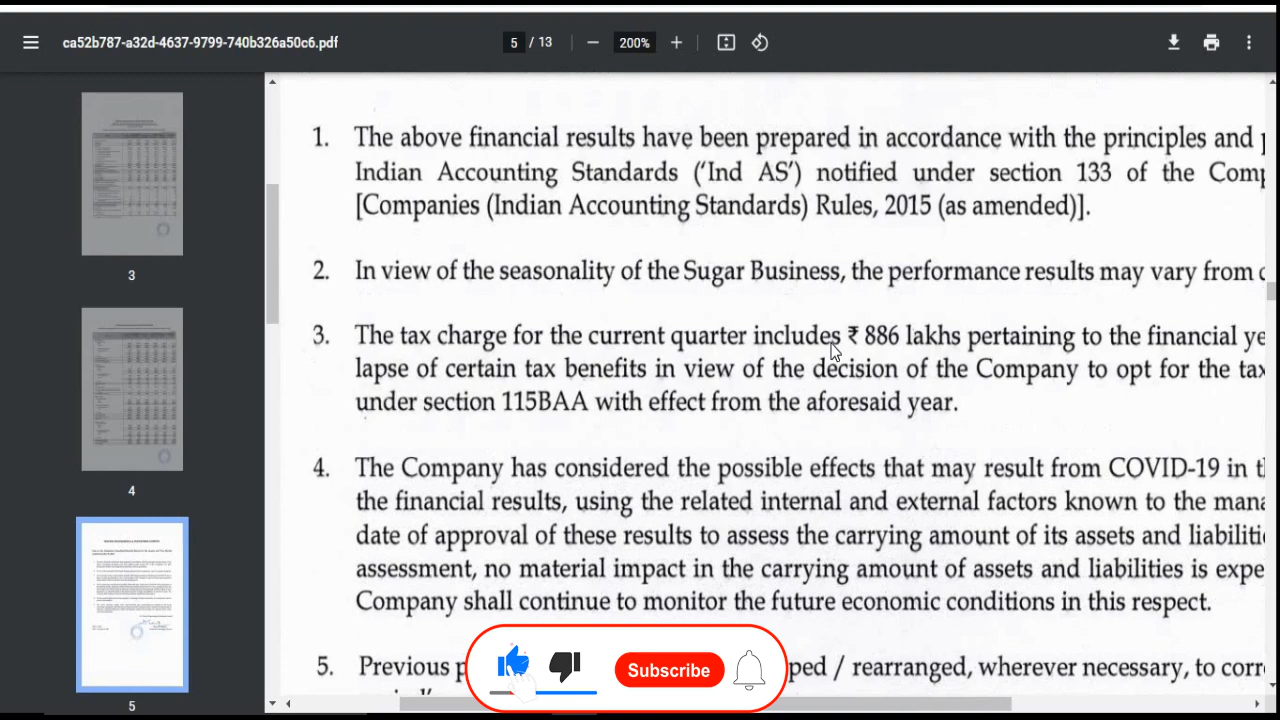 ca52b787-a32d-4637-9799-740b326a50c6.pdf
5 / 13
200%
3
4
5
1. The above financial results have been prepared in accordance with the principles and
Indian Accounting Standards ('Ind AS') notified under section 133 of the Comp
[Companies (Indian Accounting Standards) Rules, 2015 (as amended)].
2. In view of the seasonality of the Sugar Business, the performance results may vary from
3. The tax charge for the current quarter includes ₹ 886 lakhs pertaining to the financial ye
lapse of certain tax benefits in view of the decision of the Company to opt for the tax
under section 115BAA with effect from the aforesaid year.
4. The Company has considered the possible effects that may result from COVID-19 in t
the financial results, using the related internal and external factors known to the mana
date of approval of these results to assess the carrying amount of its assets and liabiliti
assessment, no material impact in the carrying amount of assets and liabilities is expe
Company shall continue to monitor the future economic conditions in this respect.
5. Previous p ped / rearranged, wherever necessary, to corr
Subscribe